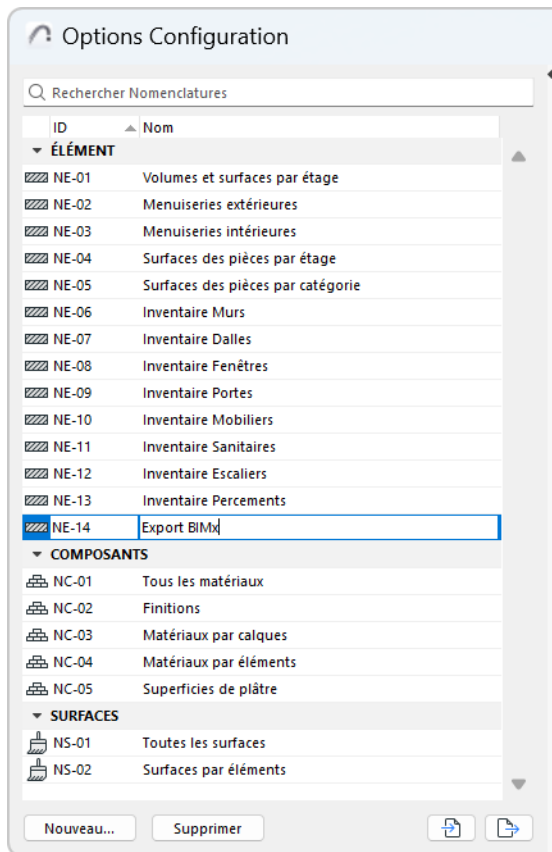 Options Configuration
Rechercher Nomenclatures
ID Nom
ÉLÉMENT
NE-01 Volumes et surfaces par étage
NE-02 Menuiseries extérieures
NE-03 Menuiseries intérieures
NE-04 Surfaces des pièces par étage
NE-05 Surfaces des pièces par catégorie
NE-06 Inventaire Murs
NE-07 Inventaire Dalles
NE-08 Inventaire Fenêtres
NE-09 Inventaire Portes
NE-10 Inventaire Mobiliers
NE-11 Inventaire Sanitaires
NE-12 Inventaire Escaliers
NE-13 Inventaire Percements
NE-14 Export BIMx
COMPOSANTS
NC-01 Tous les matériaux
NC-02 Finitions
NC-03 Matériaux par calques
NC-04 Matériaux par éléments
NC-05 Superficies de plâtre
SURFACES
NS-01 Toutes les surfaces
NS-02 Surfaces par éléments
Nouveau... Supprimer